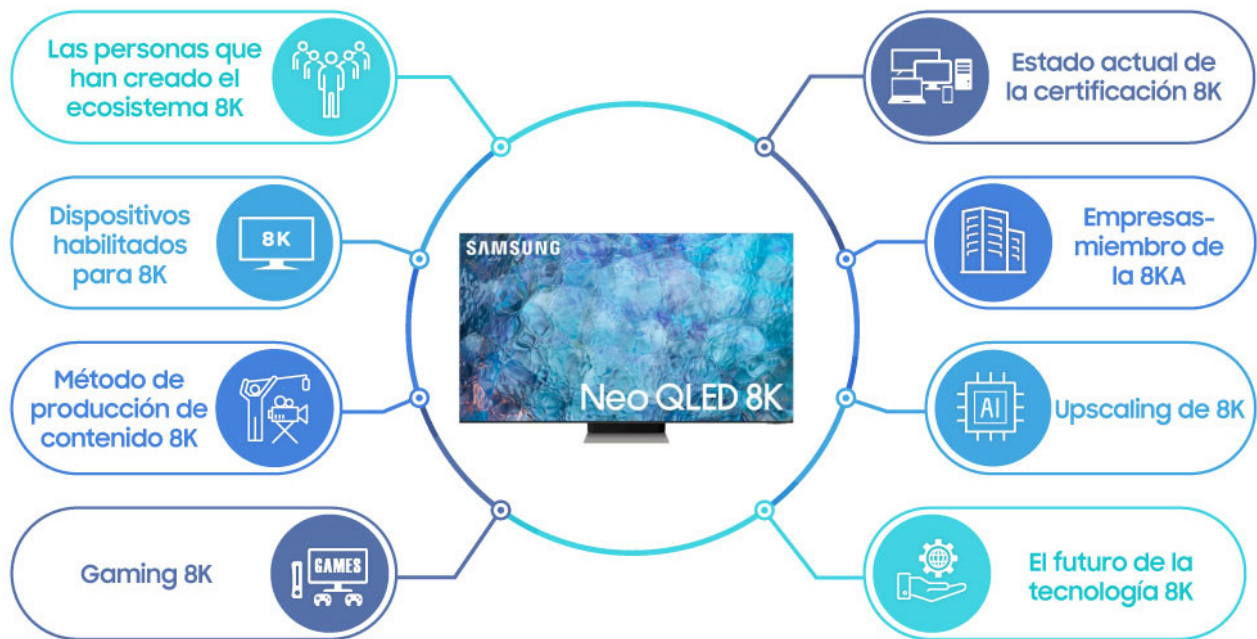 Las personas que
han creado el
ecosistema 8K
Dispositivos
habilitados
para 8K
8K
Método de
producción de
contenido 8K
Gaming 8K
GAMES
SAMSUNG
Neo QLED 8K
Estado actual de
la certificación 8K
Empresas-
miembro de
la 8KA
AI
Upscaling de 8K
El futuro de la
tecnología 8K